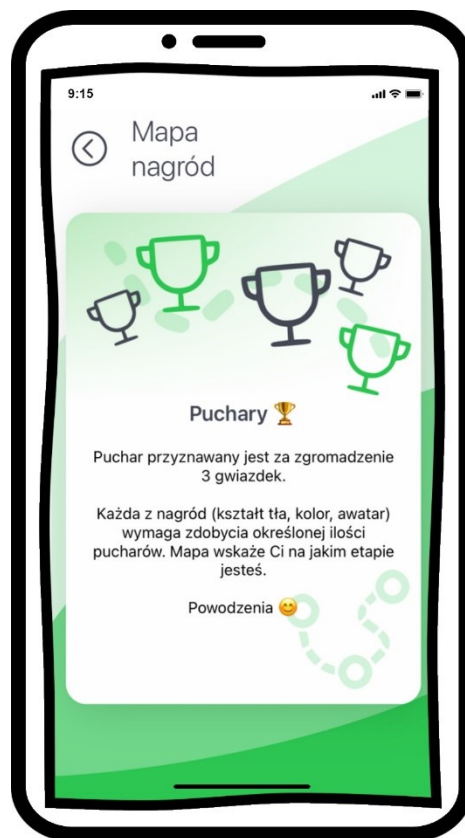 9:15
Mapa
nagród
Puchary 🏆
Puchar przyznawany jest za zgromadzenie
3 gwiazdek.
Każda z nagród (kształt tła, kolor, awatar)
wymaga zdobycia określonej ilości
pucharów. Mapa wskaże Ci na jakim etapie
jesteś.
Powodzenia 😊